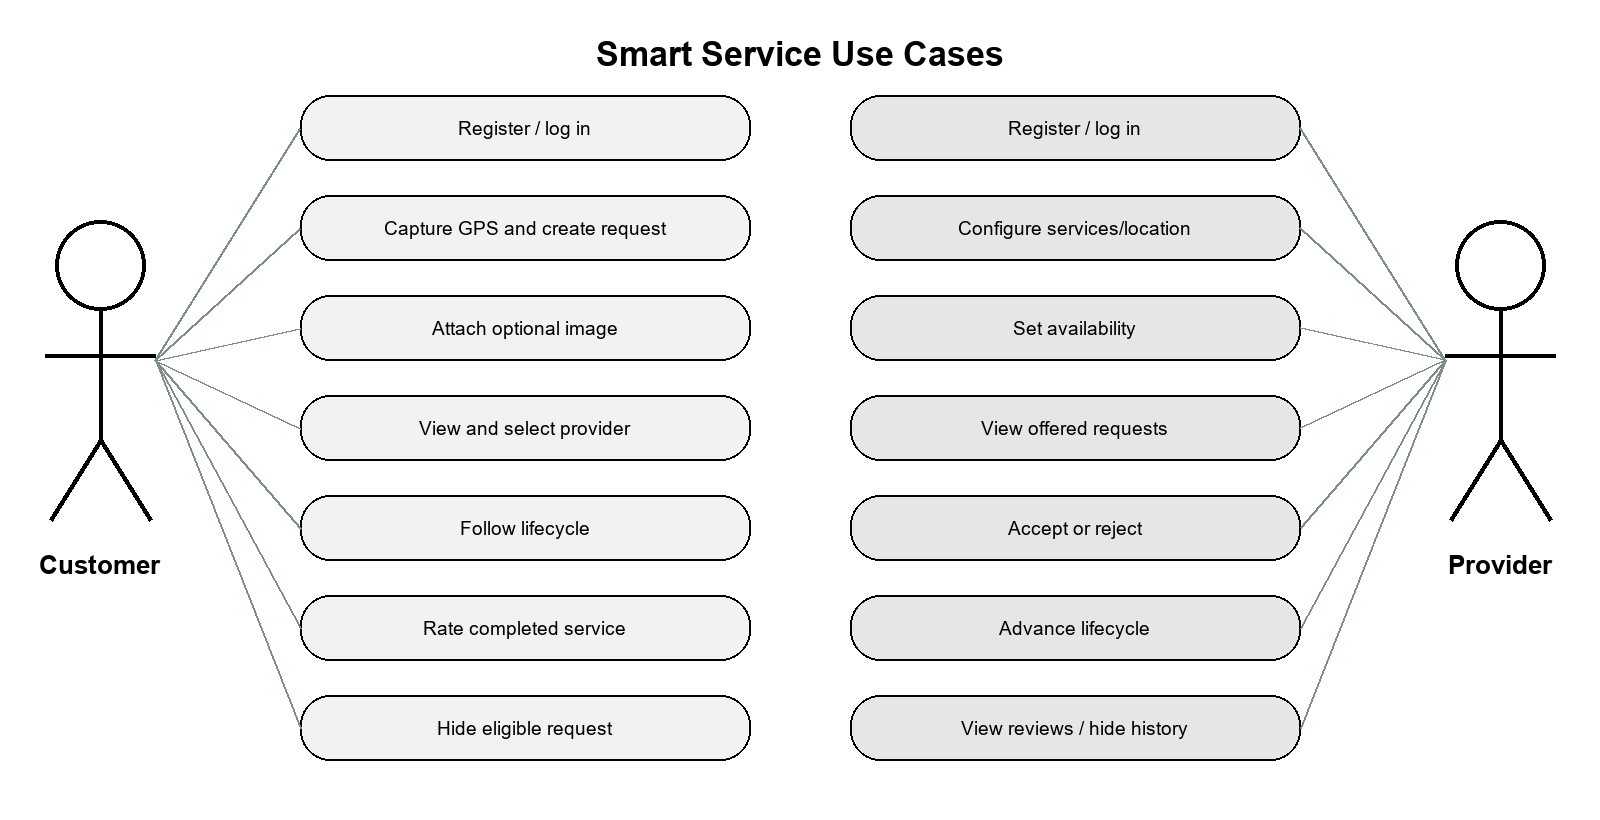 Smart Service Use Cases
Register / log in
Capture GPS and create request
Attach optional image
View and select provider
Follow lifecycle
Rate completed service
Hide eligible request
Customer
Register / log in
Configure services/location
Set availability
View offered requests
Accept or reject
Advance lifecycle
View reviews / hide history
Provider